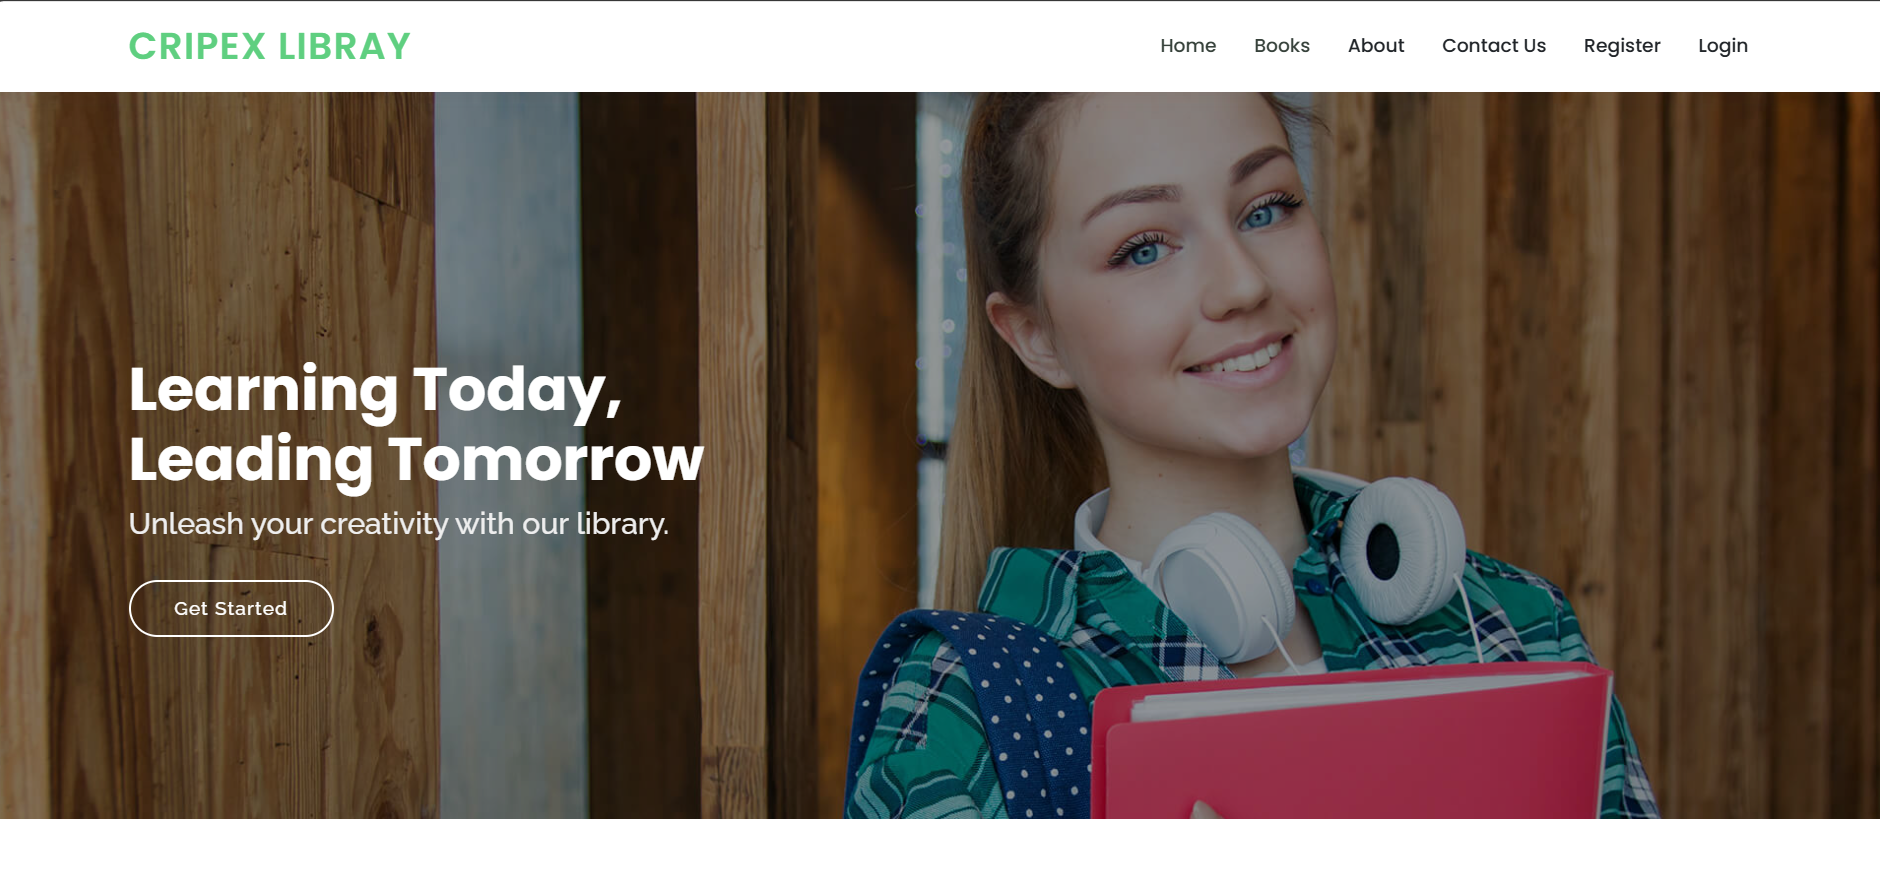 CRIPEX LIBRAY
Home Books About Contact Us Register Login
Learning Today,
Leading Tomorrow
Unleash your creativity with our library.
Get Started